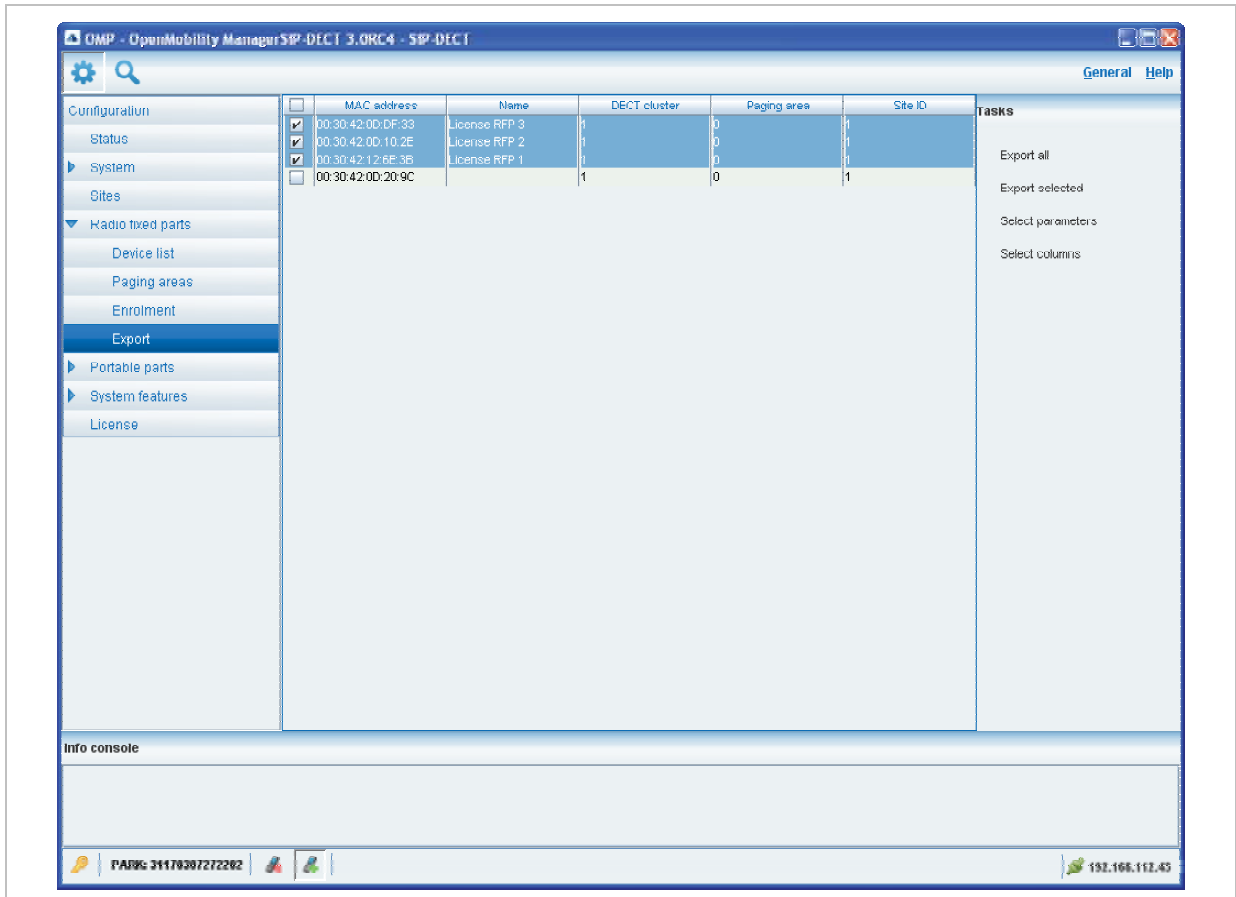 OMP - OpenMobility Manager SIP-DECT 3.0RC4 - SIP-DECT
General Help
Configuration
Status
System
Sites
Radio fixed parts
Device list
Paging areas
Enrolment
Export
Portable parts
System features
License
MAC address Name DECT cluster Paging area Site ID
00:30:42:0D:DF:33 License RFP 3 1 0 1
00:30:42:0D:10:2E License RFP 2 1 0 1
00:30:42:12:6E:3B License RFP 1 1 0 1
00:30:42:0D:20:9C 1 0 1
Tasks
Export all
Export selected
Select parameters
Select columns
Info console
PARK: 31170307272202
192.168.112.45